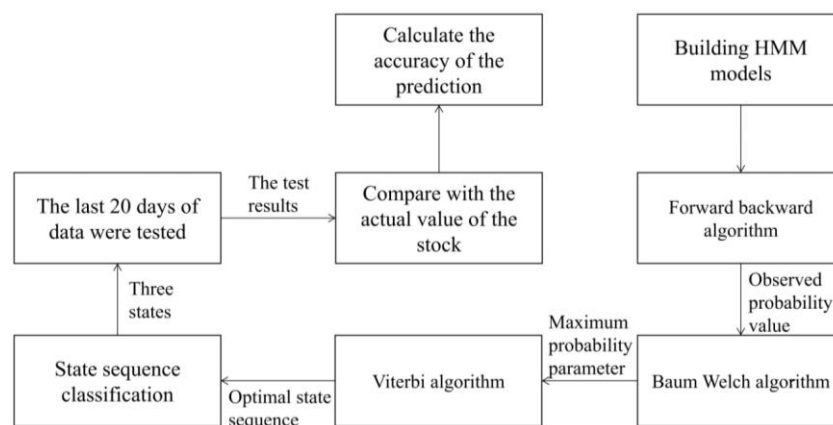 Calculate the
accuracy of the
prediction
Building HMM
models
The last 20 days of
data were tested
The test
results
Compare with the
actual value of the
stock
Forward backward
algorithm
Three
states
Observed
probability
value
Maximum
probability
parameter
State sequence
classification
Optimal state
sequence
Viterbi algorithm
Baum Welch algorithm